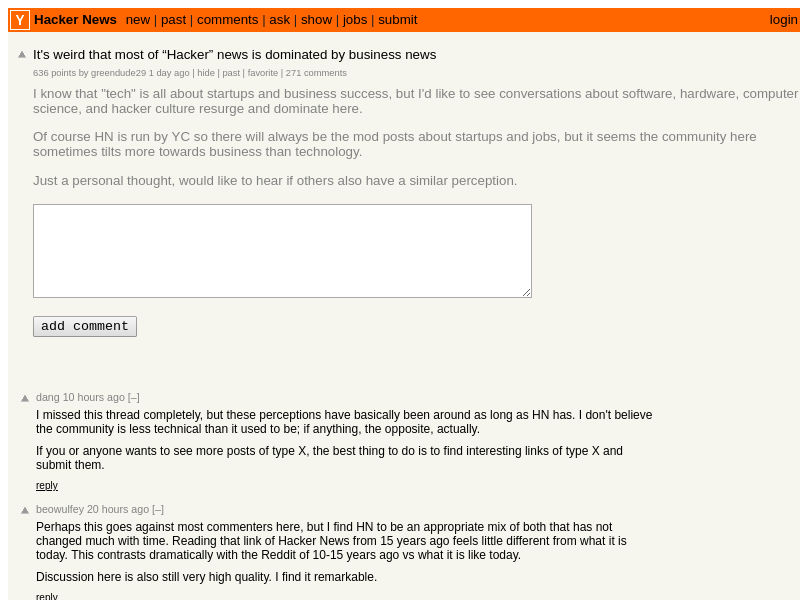 Y Hacker News new | past | comments | ask | show | jobs | submit login
It's weird that most of “Hacker” news is dominated by business news
636 points by greendude29 1 day ago | hide | past | favorite | 271 comments
I know that "tech" is all about startups and business success, but I'd like to see conversations about software, hardware, computer
science, and hacker culture resurge and dominate here.
Of course HN is run by YC so there will always be the mod posts about startups and jobs, but it seems the community here
sometimes tilts more towards business than technology.
Just a personal thought, would like to hear if others also have a similar perception.
add comment
dang 10 hours ago [–]
I missed this thread completely, but these perceptions have basically been around as long as HN has. I don't believe
the community is less technical than it used to be; if anything, the opposite, actually.
If you or anyone wants to see more posts of type X, the best thing to do is to find interesting links of type X and
submit them.
reply
beowulfey 20 hours ago [–]
Perhaps this goes against most commenters here, but I find HN to be an appropriate mix of both that has not
changed much with time. Reading that link of Hacker News from 15 years ago feels little different from what it is
today. This contrasts dramatically with the Reddit of 10-15 years ago vs what it is like today.
Discussion here is also still very high quality. I find it remarkable.
reply